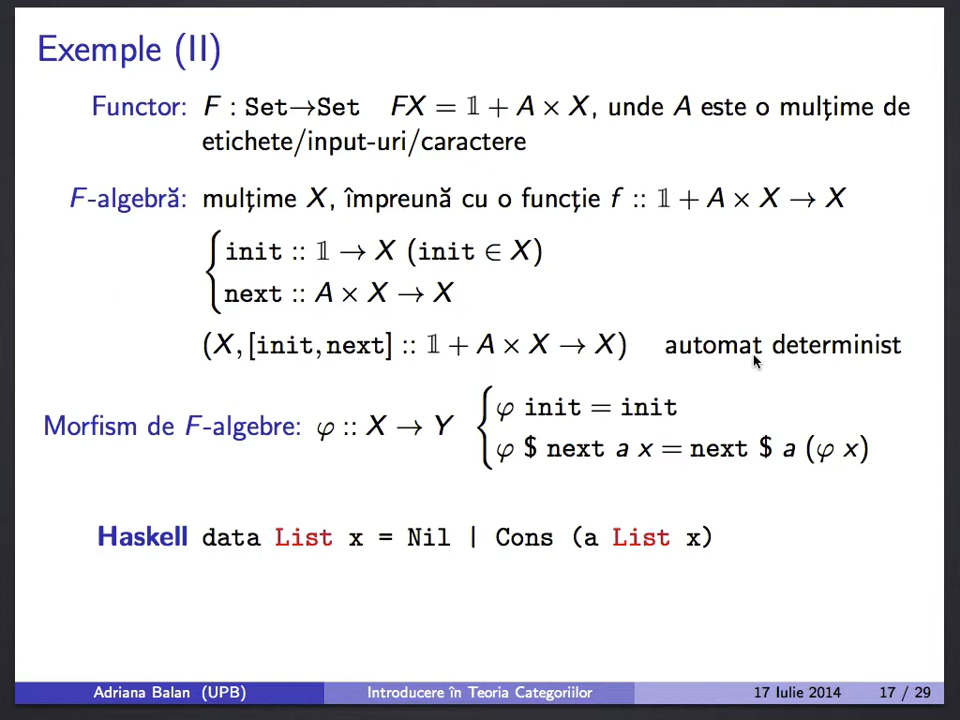 Exemple (II)
Functor: F : Set→Set FX = 𝟙 + A × X, unde A este o mulțime de
etichete/input-uri/caractere
F-algebră: mulțime X, împreună cu o funcție f :: 𝟙 + A × X → X
init :: 𝟙 → X (init ∈ X)
next :: A × X → X
(X, [init, next] :: 𝟙 + A × X → X) automat determinist
Morfism de F-algebre: φ :: X → Y { φ init = init
φ $ next a x = next $ a (φ x)
Haskell data List x = Nil | Cons (a List x)
Adriana Balan (UPB) Introducere în Teoria Categoriilor 17 Iulie 2014 17 / 29